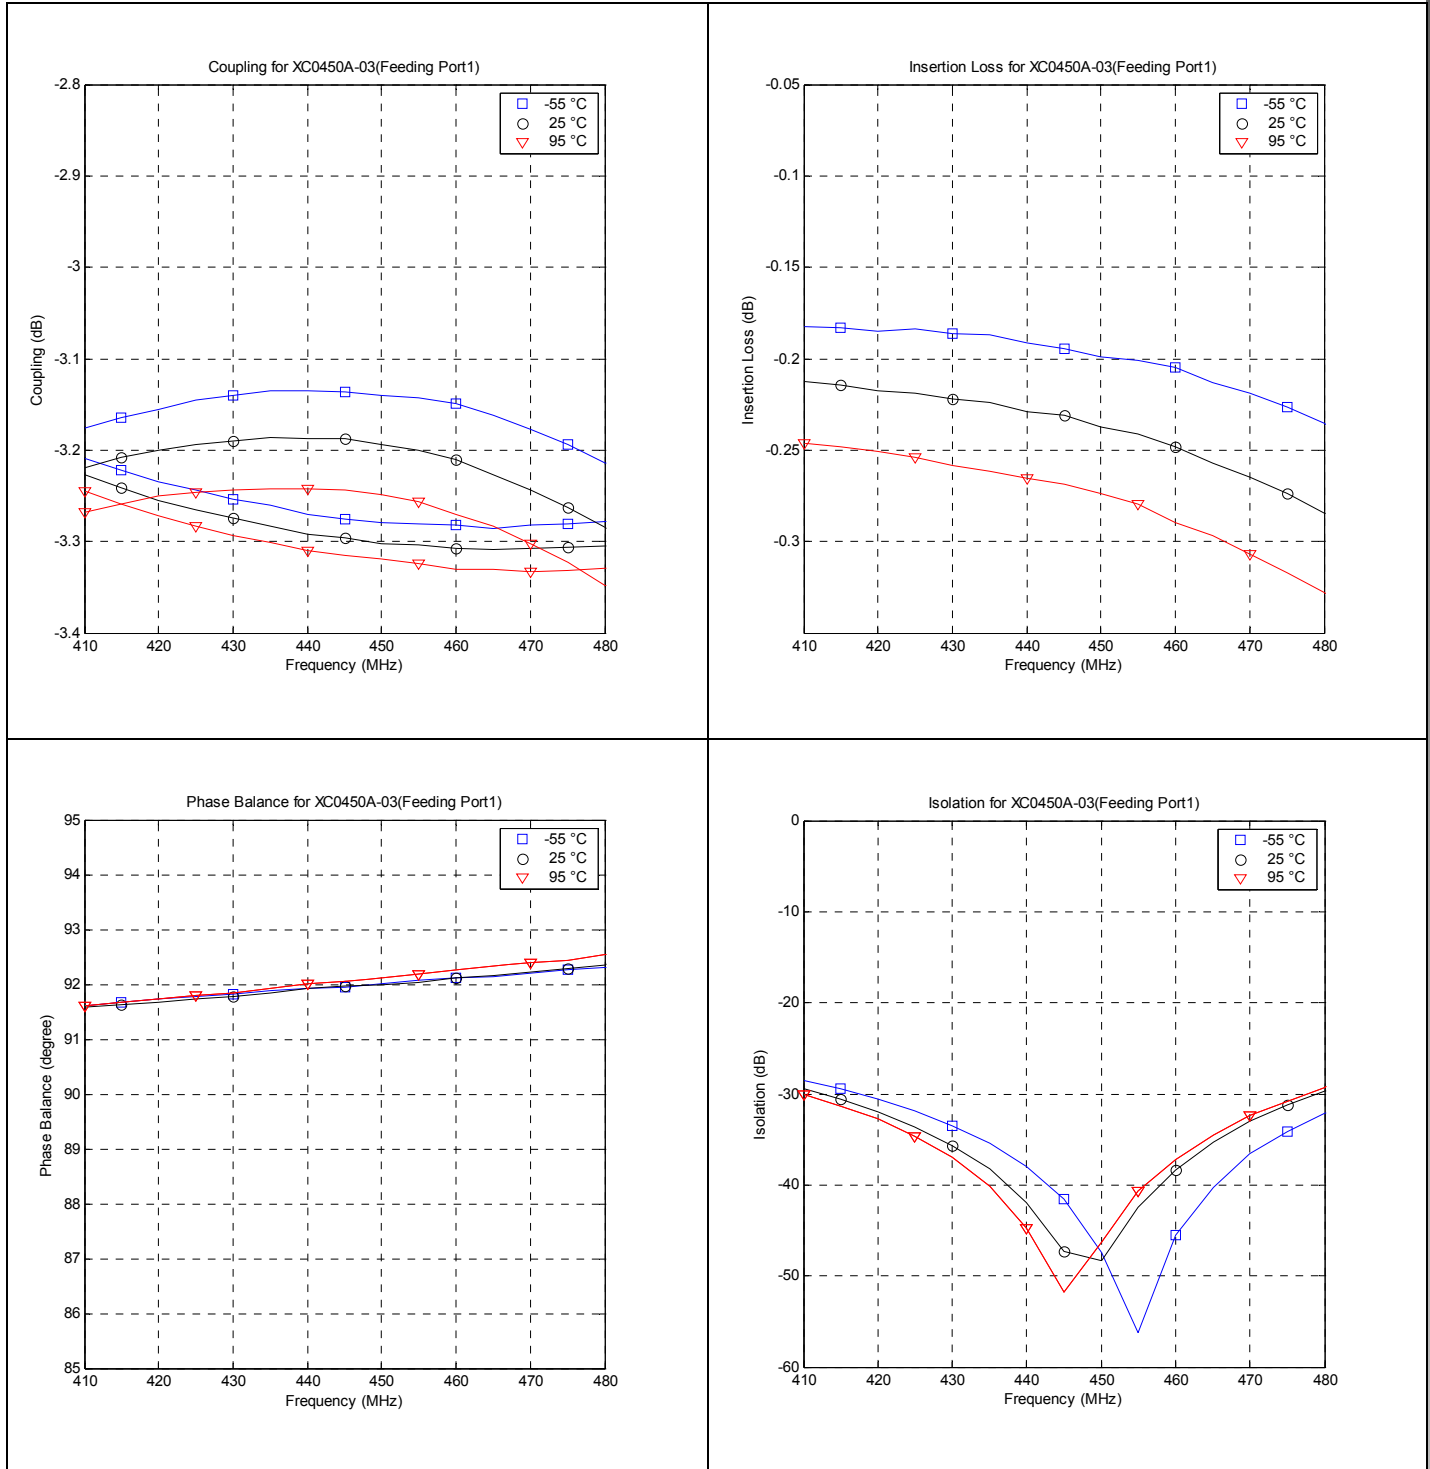 Coupling for XC0450A-03(Feeding Port1)
-2.8
-2.9
-3
-3.1
-3.2
-3.3
-3.4
Coupling (dB)
-55 °C
25 °C
95 °C
410 420 430 440 450 460 470 480
Frequency (MHz)
Insertion Loss for XC0450A-03(Feeding Port1)
-0.05
-0.1
-0.15
-0.2
-0.25
-0.3
Insertion Loss (dB)
-55 °C
25 °C
95 °C
410 420 430 440 450 460 470 480
Frequency (MHz)
Phase Balance for XC0450A-03(Feeding Port1)
95
94
93
92
91
90
89
88
87
86
85
Phase Balance (degree)
-55 °C
25 °C
95 °C
410 420 430 440 450 460 470 480
Frequency (MHz)
Isolation for XC0450A-03(Feeding Port1)
0
-10
-20
-30
-40
-50
-60
Isolation (dB)
-55 °C
25 °C
95 °C
410 420 430 440 450 460 470 480
Frequency (MHz)